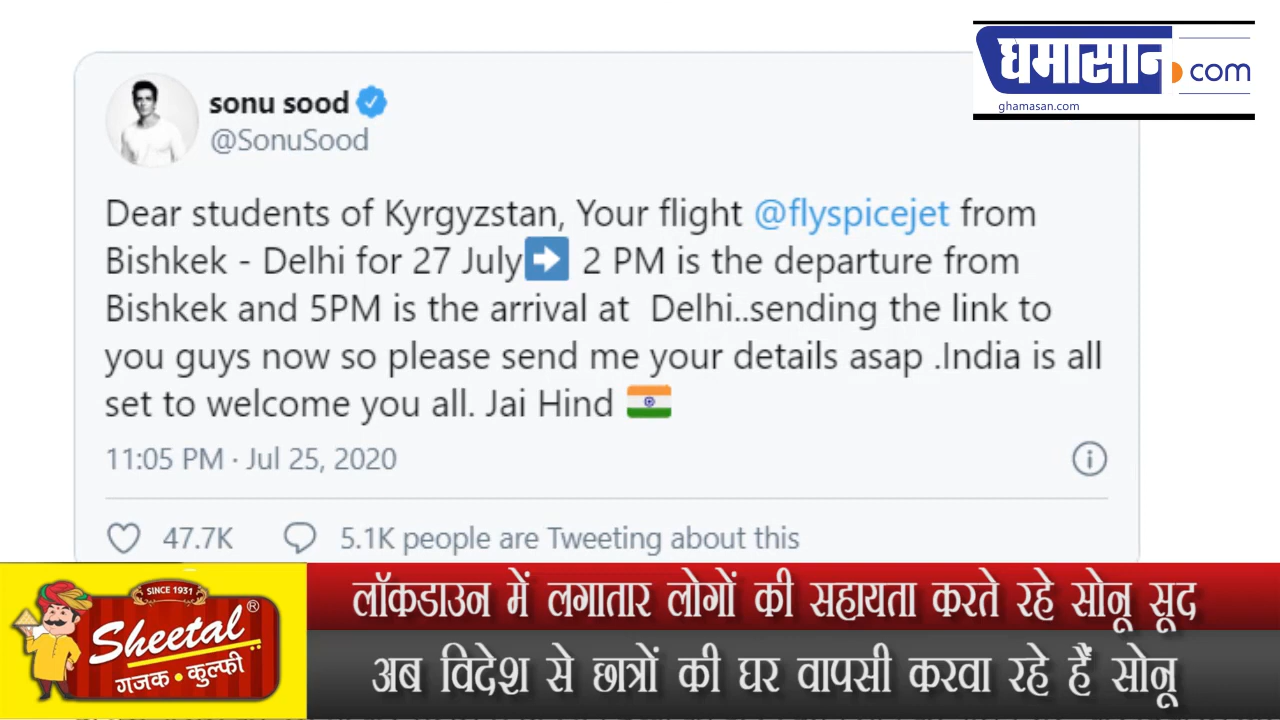 घमासान.com
ghamasan.com
sonu sood
@SonuSood
Dear students of Kyrgyzstan, Your flight @flyspicejet from
Bishkek - Delhi for 27 July➡️ 2 PM is the departure from
Bishkek and 5PM is the arrival at Delhi..sending the link to
you guys now so please send me your details asap .India is all
set to welcome you all. Jai Hind 🇮🇳
11:05 PM · Jul 25, 2020
47.7K 5.1K people are Tweeting about this
SINCE 1931
Sheetal®
गजक • कुल्फी
लॉकडाउन में लगातार लोगों की सहायता करते रहे सोनू सूद
अब विदेश से छात्रों की घर वापसी करवा रहे हैं सोनू